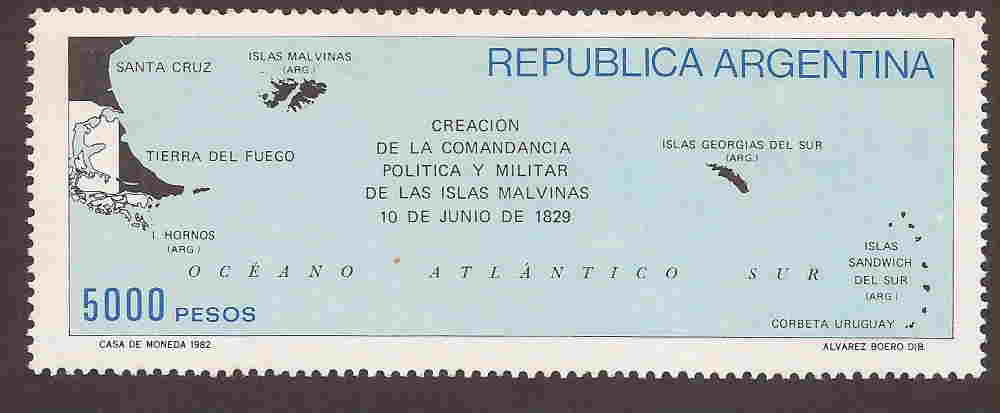 SANTA CRUZ
ISLAS MALVINAS
(ARG.)
REPUBLICA ARGENTINA
CREACION
DE LA COMANDANCIA
POLITICA Y MILITAR
DE LAS ISLAS MALVINAS
10 DE JUNIO DE 1829
ISLAS GEORGIAS DEL SUR
(ARG.)
TIERRA DEL FUEGO
I. HORNOS
(ARG.)
OCÉANO ATLÁNTICO SUR
ISLAS
SANDWICH
DEL SUR
(ARG.)
5000 PESOS
CORBETA URUGUAY
CASA DE MONEDA 1982
ALVAREZ BOERO DIB.